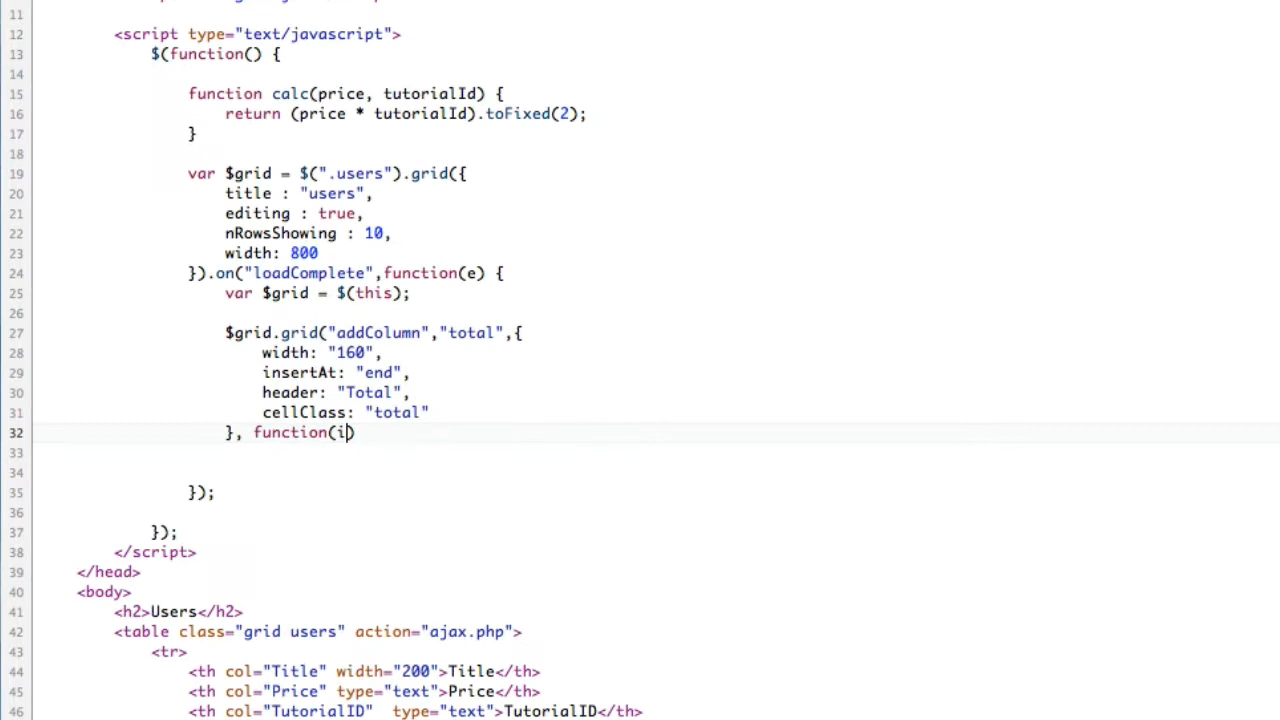 11
12 <script type="text/javascript">
13 $(function() {
14
15 function calc(price, tutorialId) {
16 return (price * tutorialId).toFixed(2);
17 }
18
19 var $grid = $(".users").grid({
20 title : "users",
21 editing : true,
22 nRowsShowing : 10,
23 width: 800
24 }).on("loadComplete",function(e) {
25 var $grid = $(this);
26
27 $grid.grid("addColumn","total",{
28 width: "160",
29 insertAt: "end",
30 header: "Total",
31 cellClass: "total"
32 }, function(i)
33
34
35 });
36
37 });
38 </script>
39 </head>
40 <body>
41 <h2>Users</h2>
42 <table class="grid users" action="ajax.php">
43 <tr>
44 <th col="Title" width="200">Title</th>
45 <th col="Price" type="text">Price</th>
46 <th col="TutorialID" type="text">TutorialID</th>